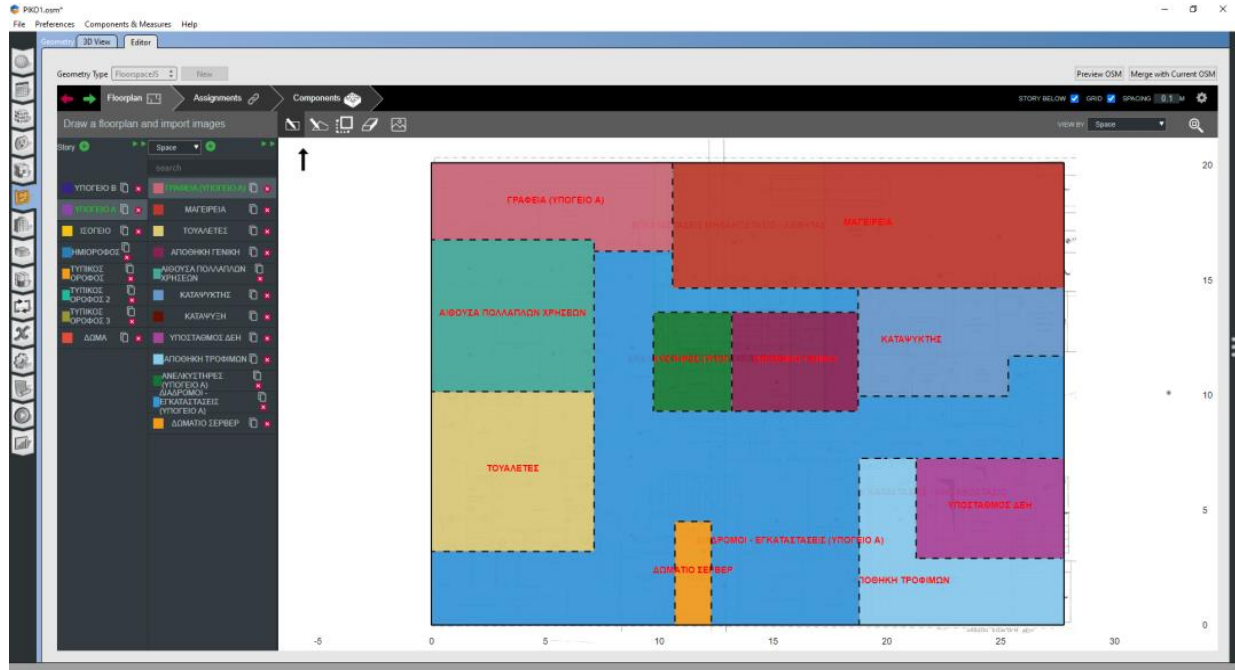 PIKO1.osm*
File Preferences Components & Measures Help
Geometry 3D View Editor
Geometry Type FloorspaceJS New Preview OSM Merge with Current OSM
Floorplan Assignments Components STORY BELOW GRID SPACING 0.1 M
Draw a floorplan and import images VIEW BY Space
Story Space
search
ΥΠΟΓΕΙΟ Β ΓΡΑΦΕΙΑ (ΥΠΟΓΕΙΟ Α)
ΥΠΟΓΕΙΟ Α ΜΑΓΕΙΡΕΙΑ
ΙΣΟΓΕΙΟ ΤΟΥΑΛΕΤΕΣ
ΗΜΙΟΡΟΦΟΣ ΑΠΟΘΗΚΗ ΓΕΝΙΚΗ
ΤΥΠΙΚΟΣ ΟΡΟΦΟΣ ΑΙΘΟΥΣΑ ΠΟΛΛΑΠΛΩΝ ΧΡΗΣΕΩΝ
ΤΥΠΙΚΟΣ ΟΡΟΦΟΣ 2 ΚΑΤΑΨΥΚΤΗΣ
ΤΥΠΙΚΟΣ ΟΡΟΦΟΣ 3 ΚΑΤΑΨΥΞΗ
ΔΩΜΑ ΥΠΟΣΤΑΘΜΟΣ ΔΕΗ
ΑΠΟΘΗΚΗ ΤΡΟΦΙΜΩΝ
ΑΝΕΛΚΥΣΤΗΡΕΣ (ΥΠΟΓΕΙΟ Α)
ΔΙΑΔΡΟΜΟΙ - ΕΓΚΑΤΑΣΤΑΣΕΙΣ (ΥΠΟΓΕΙΟ Α)
ΔΩΜΑΤΙΟ ΣΕΡΒΕΡ
ΓΡΑΦΕΙΑ (ΥΠΟΓΕΙΟ Α)
ΜΑΓΕΙΡΕΙΑ
ΑΙΘΟΥΣΑ ΠΟΛΛΑΠΛΩΝ ΧΡΗΣΕΩΝ
ΚΑΤΑΨΥΚΤΗΣ
ΤΟΥΑΛΕΤΕΣ
ΥΠΟΣΤΑΘΜΟΣ ΔΕΗ
ΔΡΟΜΟΙ - ΕΓΚΑΤΑΣΤΑΣΕΙΣ (ΥΠΟΓΕΙΟ Α)
ΔΩΜΑΤΙΟ ΣΕΡΒΕΡ
ΠΟΘΗΚΗ ΤΡΟΦΙΜΩΝ
20
15
10
5
0
-5 0 5 10 15 20 25 30